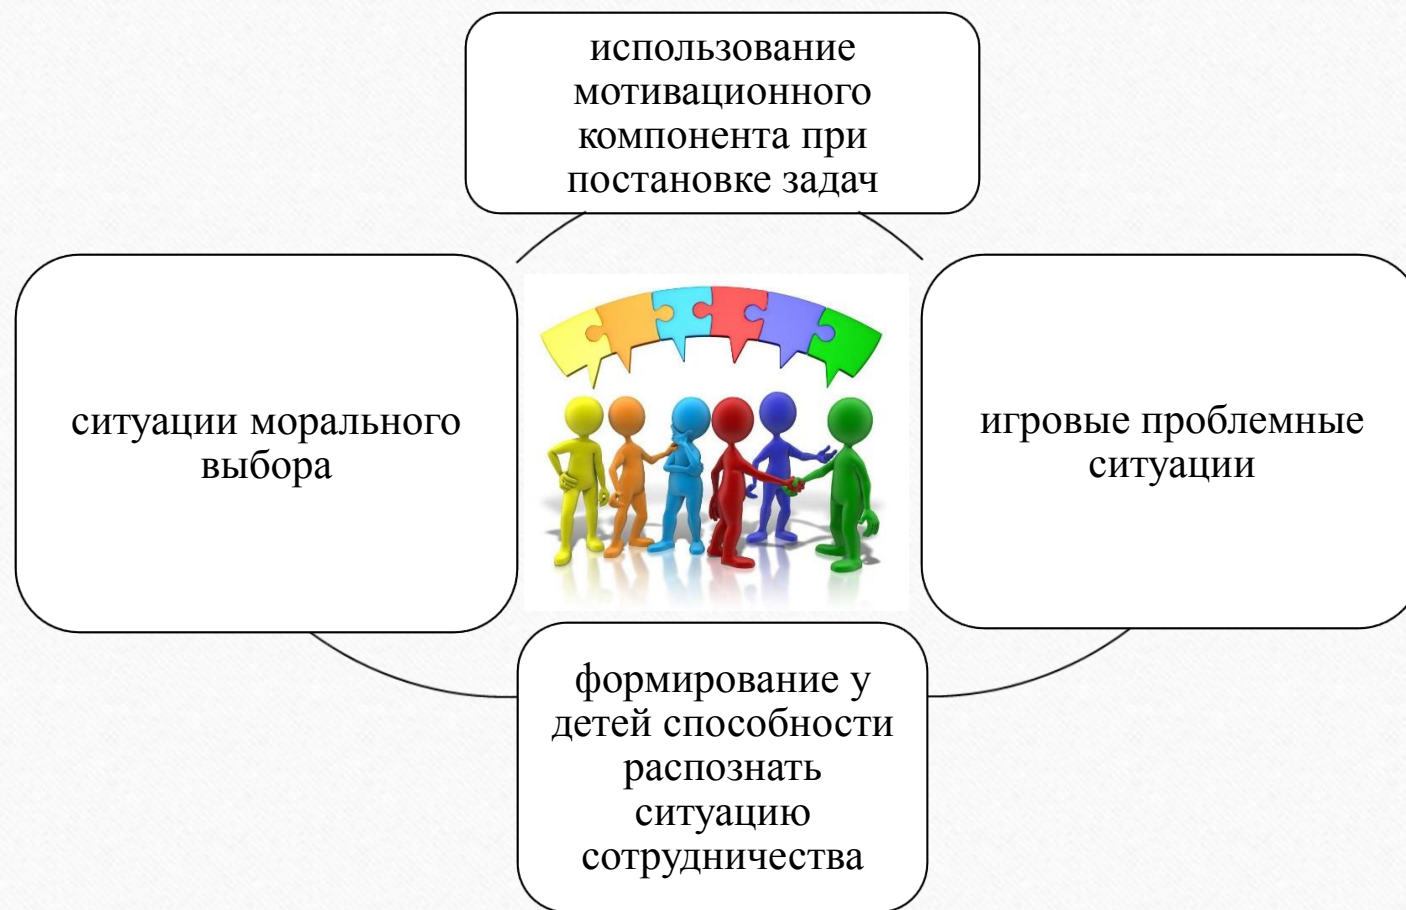 использование
мотивационного
компонента при
постановке задач
ситуации морального
выбора
игровые проблемные
ситуации
формирование у
детей способности
распознать
ситуацию
сотрудничества